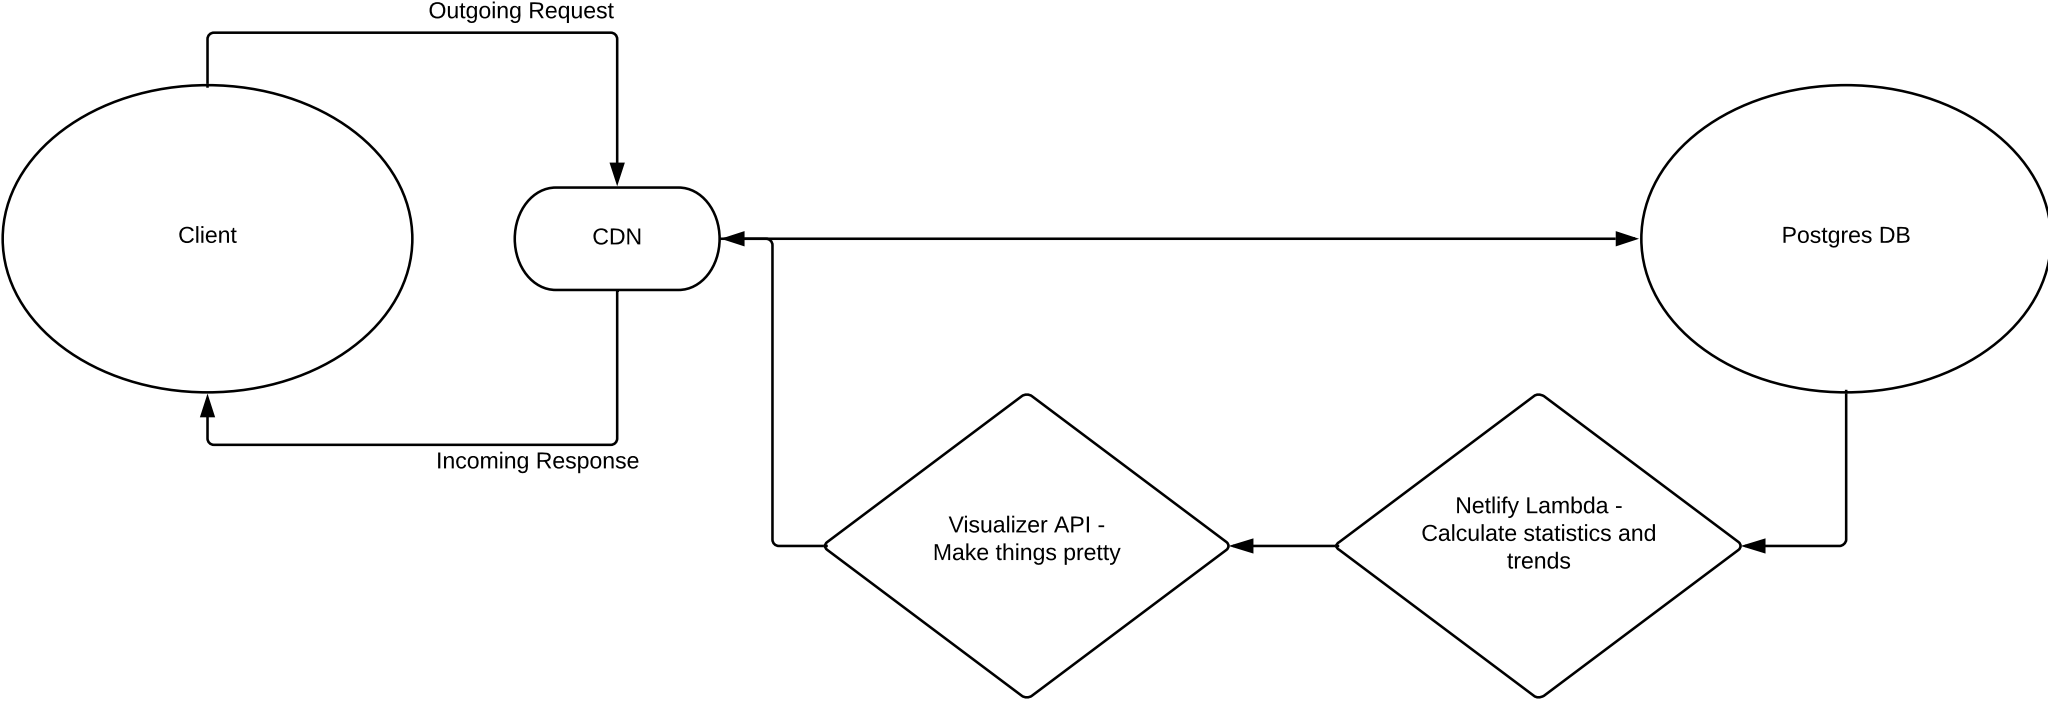 Outgoing Request
Client
CDN
Postgres DB
Incoming Response
Visualizer API -
Make things pretty
Netlify Lambda -
Calculate statistics and
trends